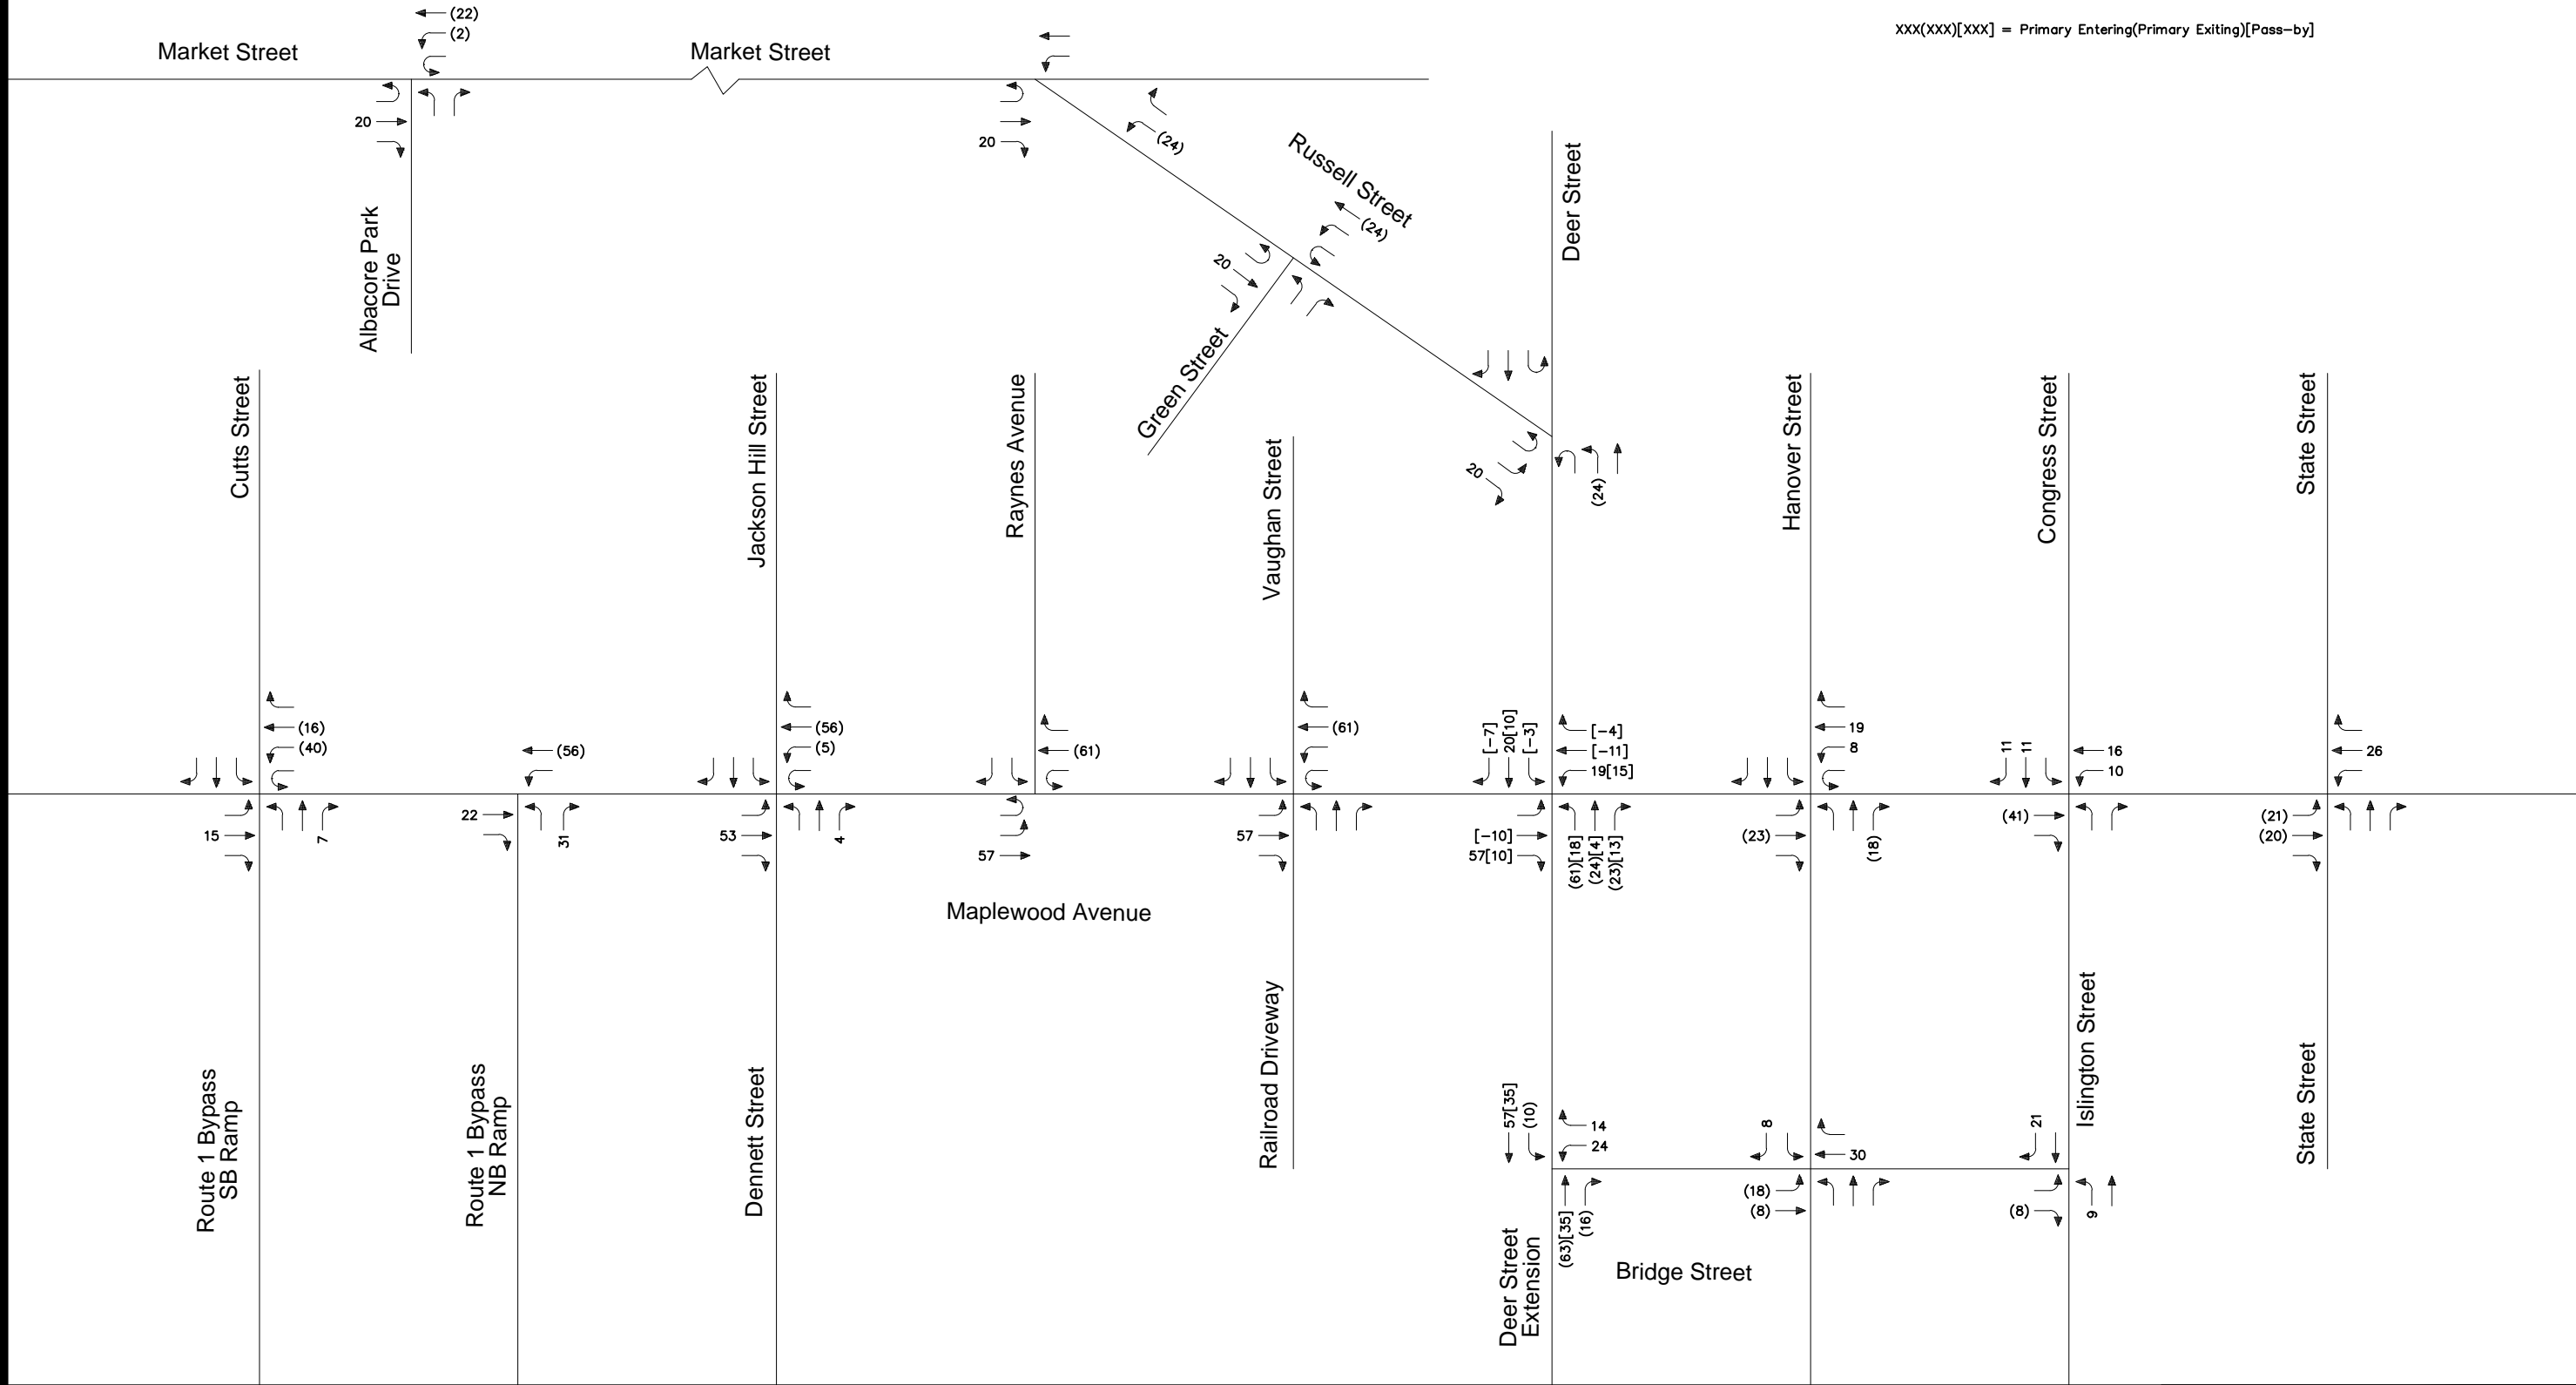 (22)
(2)
XXX(XXX)[XXX] = Primary Entering(Primary Exiting)[Pass-by]
Market Street
Market Street
20
20
(24)
Russell Street
(24)
20
Deer Street
Albacore Park
Drive
Green Street
20
(24)
Cutts Street
Jackson Hill Street
Raynes Avenue
Vaughan Street
Hanover Street
Congress Street
State Street
(16)
(40)
15
7
(56)
22
31
(56)
(5)
53
4
(61)
57
(61)
57
[-7]
20[10]
[-3]
[-4]
[-11]
19[15]
[-10]
57[10]
(61)[18]
(24)[4]
(23)[13]
19
8
(23)
(18)
11
11
16
10
(41)
26
(21)
(20)
Maplewood Avenue
Route 1 Bypass
SB Ramp
Route 1 Bypass
NB Ramp
Dennett Street
Railroad Driveway
Islington Street
State Street
57[35]
(10)
14
24
(63)[35]
(16)
8
30
(18)
(8)
21
(8)
9
Deer Street
Extension
Bridge Street